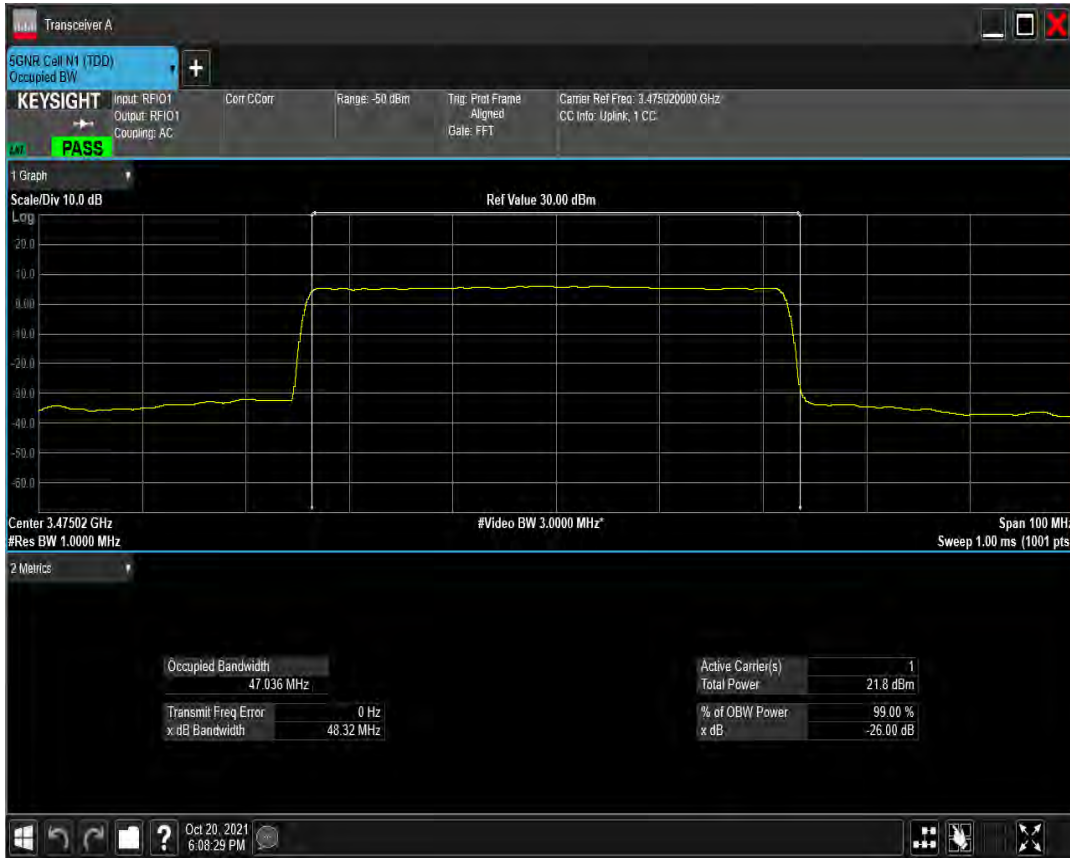 Transceiver A
5GNR Cell N1 (TDD)
Occupied BW
+
KEYSIGHT
Input: RFIO1
Output: RFIO1
Coupling: AC
Corr CCorr
Range: -50 dBm
Trig: Prot Frame
Aligned
Gate: FFT
Carrier Ref Freq: 3.475020000 GHz
CC Info: Uplink, 1 CC
PASS
1 Graph
Scale/Div 10.0 dB
Ref Value 30.00 dBm
Log
20.0
10.0
0.00
-10.0
-20.0
-30.0
-40.0
-50.0
-60.0
Center 3.47502 GHz
#Video BW 3.0000 MHz*
Span 100 MHz
#Res BW 1.0000 MHz
Sweep 1.00 ms (1001 pts
2 Metrics
Occupied Bandwidth
47.036 MHz
Transmit Freq Error 0 Hz
x dB Bandwidth 48.32 MHz
Active Carrier(s) 1
Total Power 21.8 dBm
% of OBW Power 99.00 %
x dB -26.00 dB
?
Oct 20, 2021
6:08:29 PM